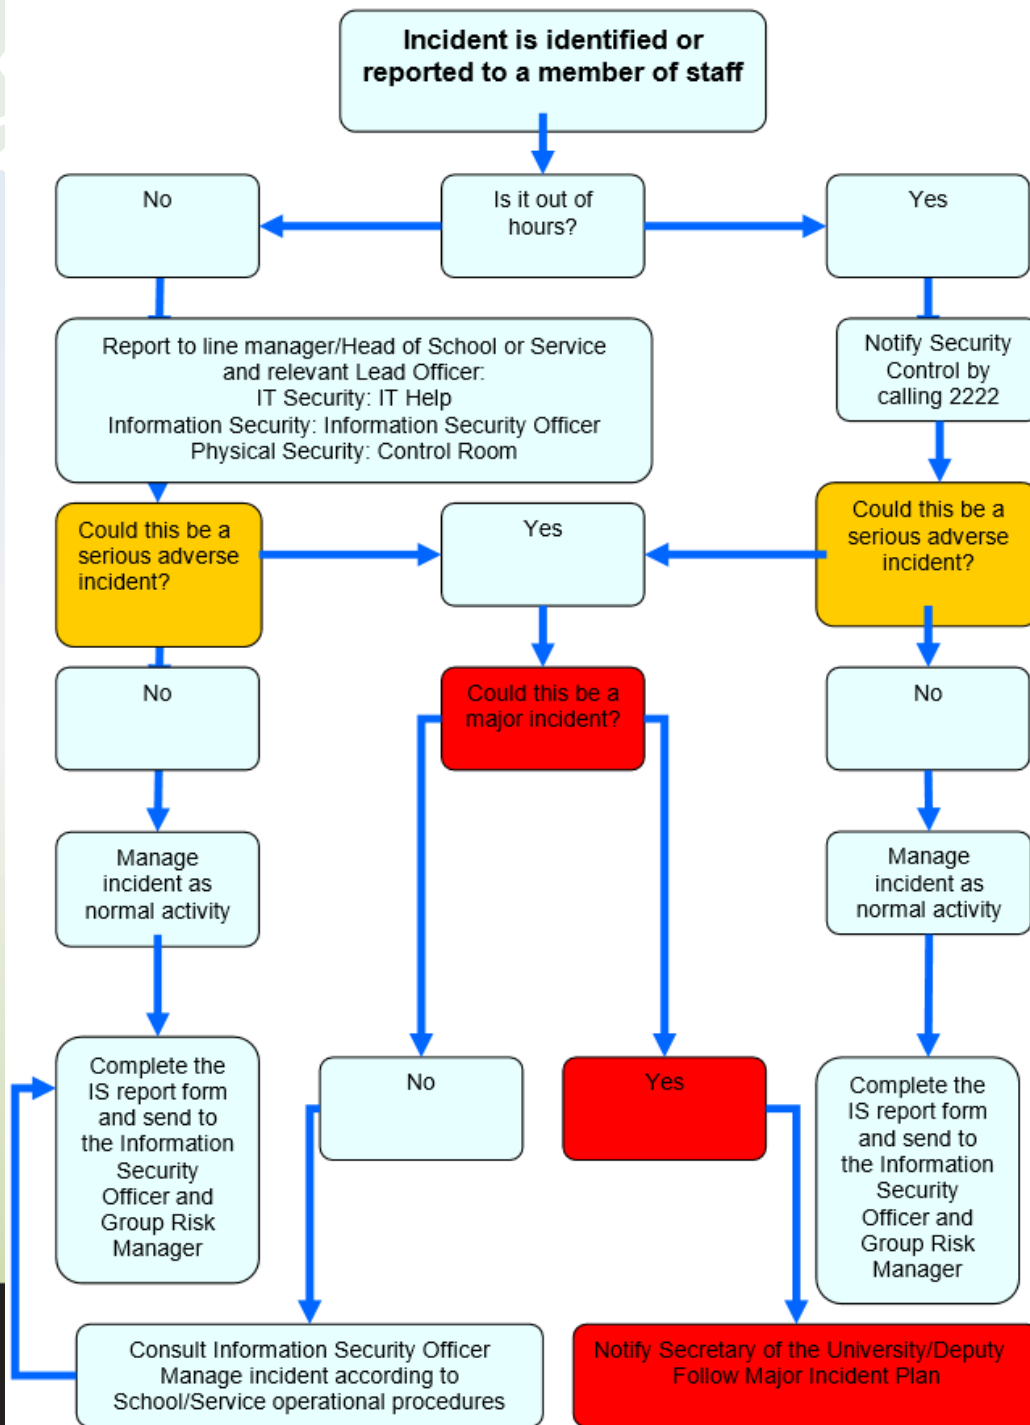 Incident is identified or
reported to a member of staff
No
Is it out of
hours?
Yes
Report to line manager/Head of School or Service
and relevant Lead Officer:
IT Security: IT Help
Information Security: Information Security Officer
Physical Security: Control Room
Notify Security
Control by
calling 2222
Could this be a
serious adverse
incident?
Yes
Could this be a
serious adverse
incident?
No
Could this be a
major incident?
No
Manage
incident as
normal activity
Manage
incident as
normal activity
Complete the
IS report form
and send to
the Information
Security
Officer and
Group Risk
Manager
No
Yes
Complete the
IS report form
and send to
the Information
Security
Officer and
Group Risk
Manager
Consult Information Security Officer
Manage incident according to
School/Service operational procedures
Notify Secretary of the University/Deputy
Follow Major Incident Plan